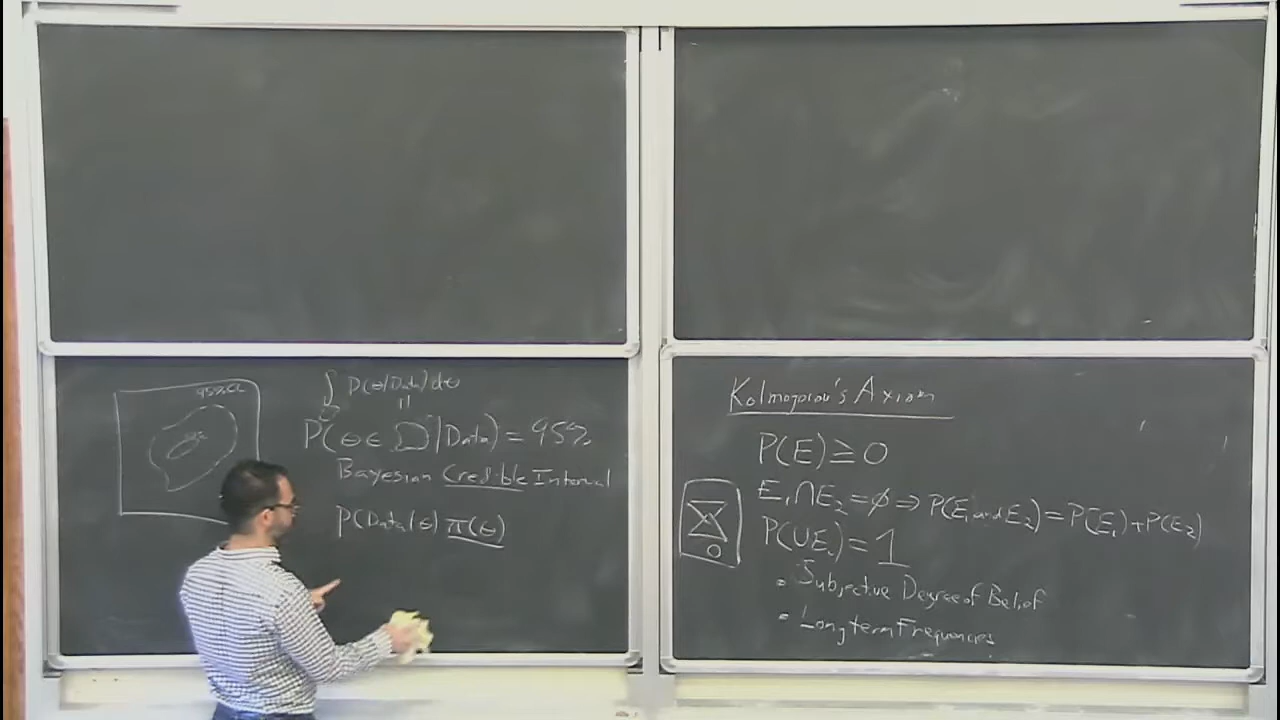 95% CL
∫ P(θ|Data) dθ
=
P(θ ∈ |Data) = 95%
Bayesian Credible Interval
P(Data|θ) π(θ)
Kolmogorov's Axiom
P(E) ≥ 0
E₁ ∩ E₂ = ∅ ⇒ P(E₁ and E₂) = P(E₁) + P(E₂)
P(∪Eᵢ) = 1
• Subjective Degree of Belief
• Long term Frequencies